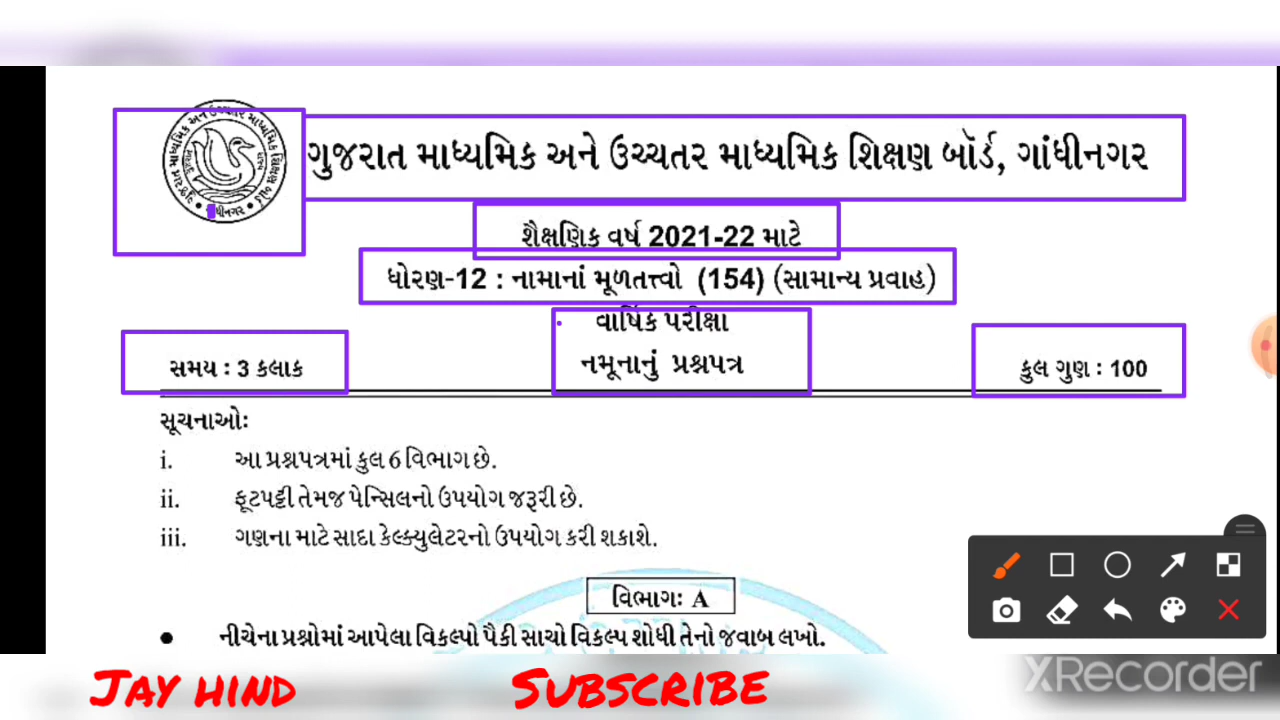 ગુજરાત માધ્યમિક અને ઉચ્ચતર માધ્યમિક શિક્ષણ બૉર્ડ, ગાંધીનગર
શૈક્ષણિક વર્ષ 2021-22 માટે
ધોરણ-12 : નામાનાં મૂળતત્ત્વો (154) (સામાન્ય પ્રવાહ)
વાર્ષિક પરીક્ષા
સમય : 3 કલાક નમૂનાનું પ્રશ્નપત્ર કુલ ગુણ : 100
સૂચનાઓઃ
i. આ પ્રશ્નપત્રમાં કુલ 6 વિભાગ છે.
ii. ફૂટપટ્ટી તેમજ પેન્સિલનો ઉપયોગ જરૂરી છે.
iii. ગણના માટે સાદા કેલ્ક્યુલેટરનો ઉપયોગ કરી શકાશે.
વિભાગઃ A
● નીચેના પ્રશ્નોમાં આપેલા વિકલ્પો પૈકી સાચો વિકલ્પ શોધી તેનો જવાબ લખો.
JAY HIND SUBSCRIBE XRecorder